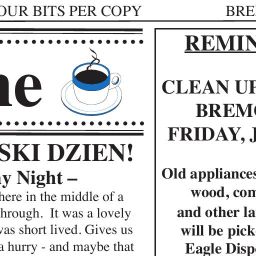 OUR BITS PER COPY
BRE
ne
SKI DZIEN!
y Night –
here in the middle of a
hrough.  It was a lovely
was short lived. Gives us
a hurry - and maybe that
REMIN
CLEAN UP
BREMO
FRIDAY, J
Old appliances
wood, com
and other la
will be pick
Eagle Dispo